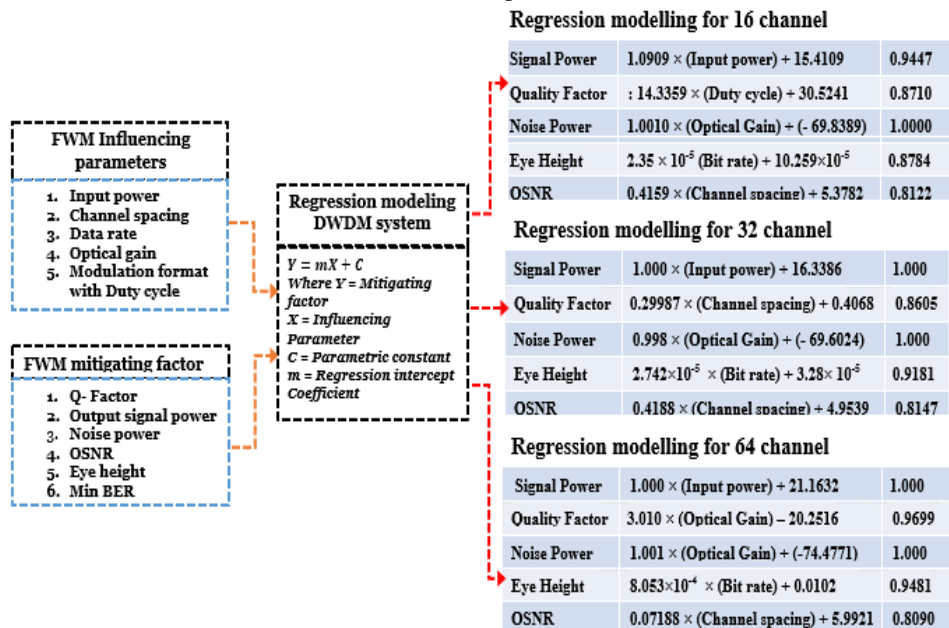 FWM Influencing
parameters
1. Input power
2. Channel spacing
3. Data rate
4. Optical gain
5. Modulation format
with Duty cycle
FWM mitigating factor
1. Q- Factor
2. Output signal power
3. Noise power
4. OSNR
5. Eye height
6. Min BER
Regression modeling
DWDM system
Y = mX + C
Where Y = Mitigating
factor
X = Influencing
Parameter
C = Parametric constant
m = Regression intercept
Coefficient
Regression modelling for 16 channel
Signal Power 1.0909 × (Input power) + 15.4109 0.9447
Quality Factor : 14.3359 × (Duty cycle) + 30.5241 0.8710
Noise Power 1.0010 × (Optical Gain) + (- 69.8389) 1.0000
Eye Height 2.35 × 10⁻⁵ (Bit rate) + 10.259×10⁻⁵ 0.8784
OSNR 0.4159 × (Channel spacing) + 5.3782 0.8122
Regression modelling for 32 channel
Signal Power 1.000 × (Input power) + 16.3386 1.000
Quality Factor 0.29987 × (Channel spacing) + 0.4068 0.8605
Noise Power 0.998 × (Optical Gain) + (- 69.6024) 1.000
Eye Height 2.742×10⁻⁵ × (Bit rate) + 3.28× 10⁻⁵ 0.9181
OSNR 0.4188 × (Channel spacing) + 4.9539 0.8147
Regression modelling for 64 channel
Signal Power 1.000 × (Input power) + 21.1632 1.000
Quality Factor 3.010 × (Optical Gain) – 20.2516 0.9699
Noise Power 1.001 × (Optical Gain) + (-74.4771) 1.000
Eye Height 8.053×10⁻⁴ × (Bit rate) + 0.0102 0.9481
OSNR 0.07188 × (Channel spacing) + 5.9921 0.8090